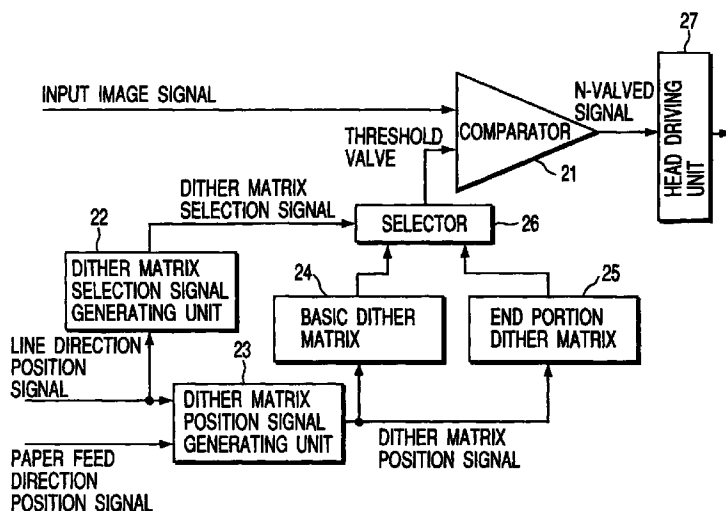 27
INPUT IMAGE SIGNAL
N-VALVED
SIGNAL
COMPARATOR
HEAD DRIVING
UNIT
THRESHOLD
VALVE
21
DITHER MATRIX
SELECTION SIGNAL
SELECTOR
26
22
DITHER MATRIX
SELECTION SIGNAL
GENERATING UNIT
24
BASIC DITHER
MATRIX
25
END PORTION
DITHER MATRIX
LINE DIRECTION
POSITION
SIGNAL
23
DITHER MATRIX
POSITION SIGNAL
GENERATING UNIT
DITHER MATRIX
POSITION SIGNAL
PAPER FEED
DIRECTION
POSITION SIGNAL